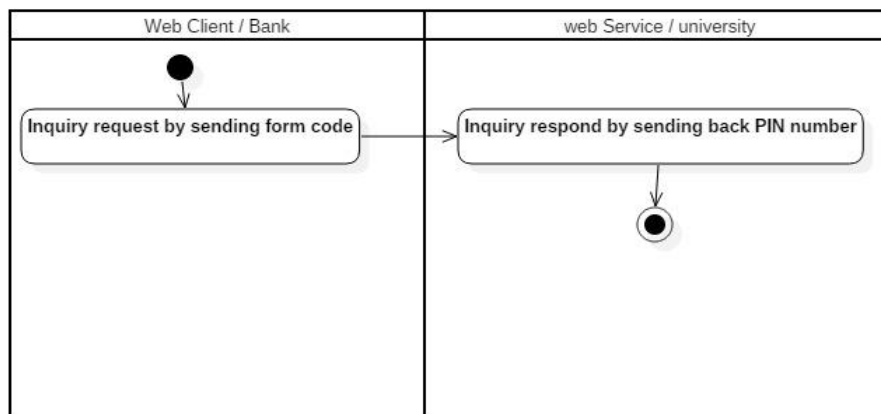 Web Client / Bank
web Service / university
Inquiry request by sending form code
Inquiry respond by sending back PIN number